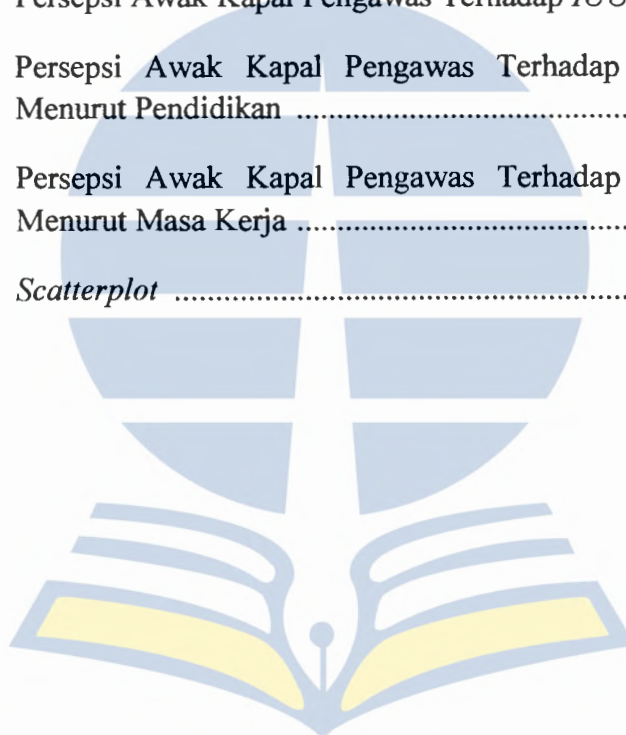 Persepsi Awak Kapal Pengawas Terhadap
Persepsi Awak Kapal Pengawas Terhadap
Menurut Pendidikan ........................................
Persepsi Awak Kapal Pengawas Terhadap
Menurut Masa Kerja ..........................................
Scatterplot .........................................................